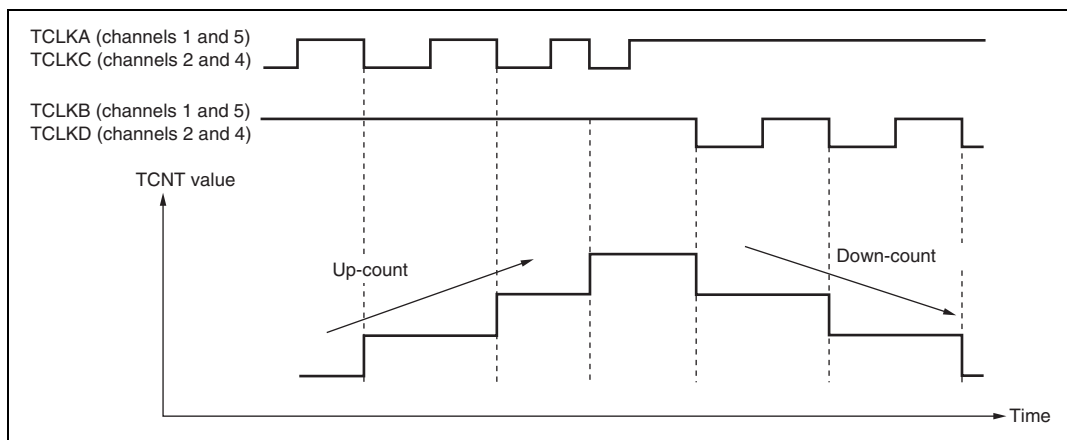 TCLKA (channels 1 and 5)
TCLKC (channels 2 and 4)
TCLKB (channels 1 and 5)
TCLKD (channels 2 and 4)
TCNT value
Up-count
Down-count
Time